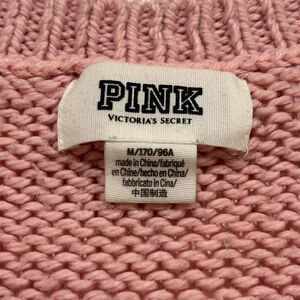 PINK
VICTORIA'S SECRET
M/170/96A
made in China/fabriqué
en Chine/hecho en China/
fabbricato in Cina/
中国制造